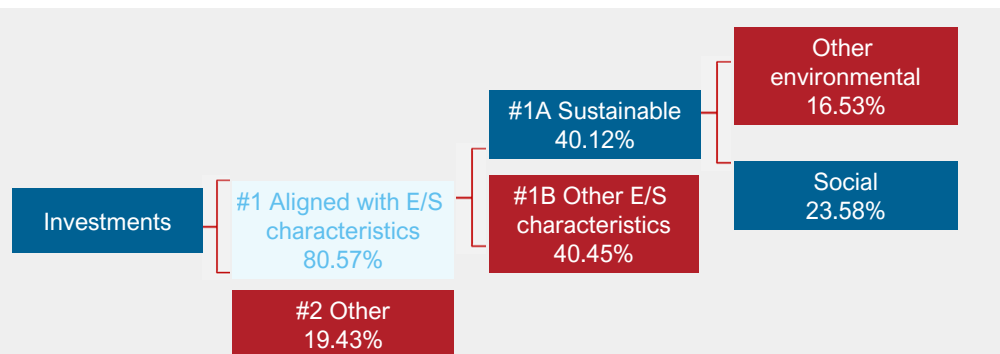 Investments
#1 Aligned with E/S
characteristics
80.57%
#2 Other
19.43%
#1A Sustainable
40.12%
#1B Other E/S
characteristics
40.45%
Other
environmental
16.53%
Social
23.58%